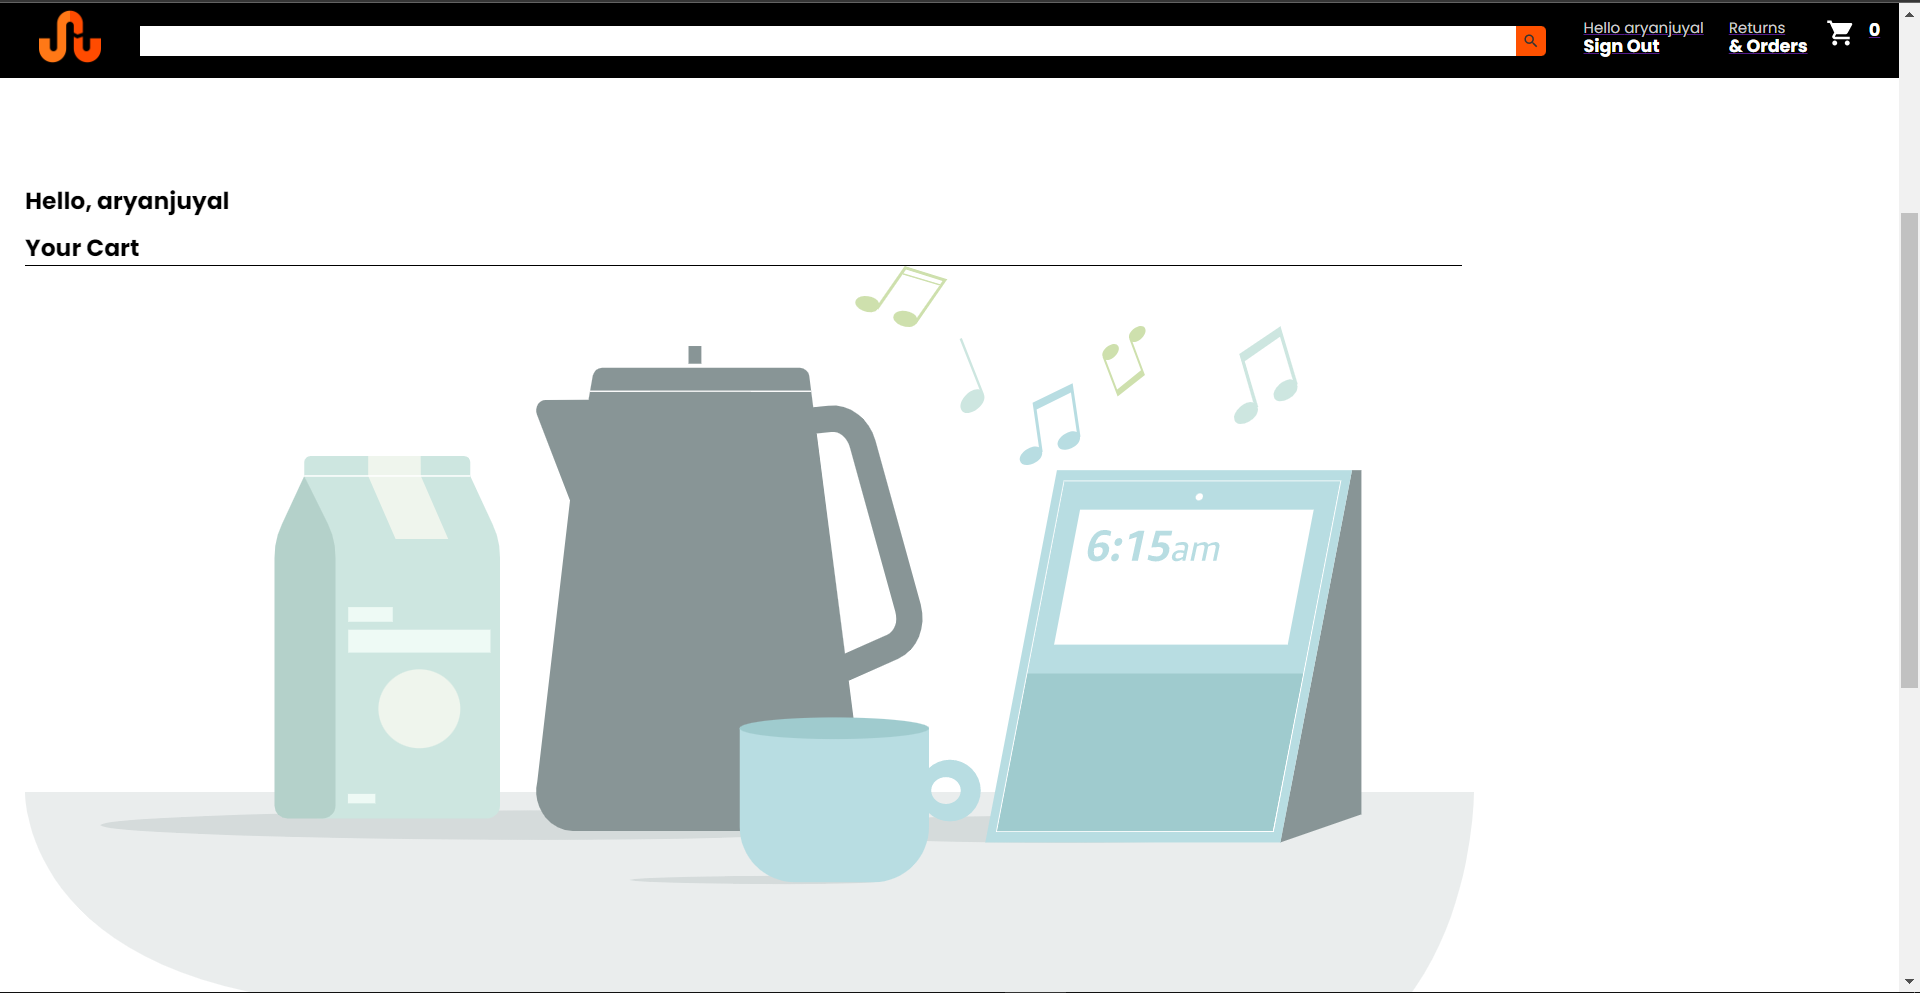 Hello aryanjuyal
Sign Out
Returns
& Orders
0
Hello, aryanjuyal
Your Cart
6:15am